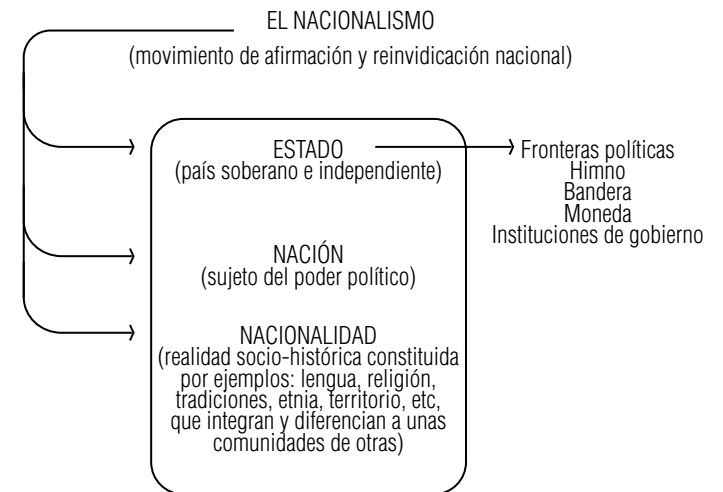 EL NACIONALISMO
(movimiento de afirmación y reinvidicación nacional)
ESTADO
(país soberano e independiente)
Fronteras políticas
Himno
Bandera
Moneda
Instituciones de gobierno
NACIÓN
(sujeto del poder político)
NACIONALIDAD
(realidad socio-histórica constituida
por ejemplos: lengua, religión,
tradiciones, etnia, territorio, etc,
que integran y diferencian a unas
comunidades de otras)